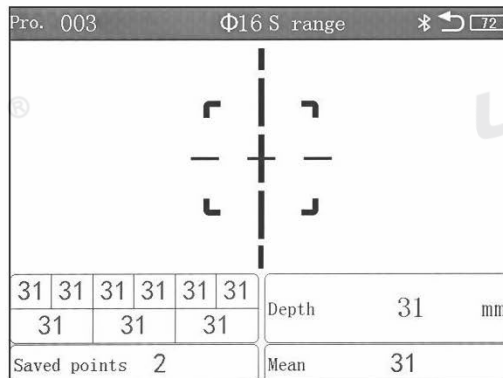 Pro. 003 Φ16 S range 72
31 31 31 31 31 31
31 31 31
Depth 31 mm
Saved points 2
Mean 31